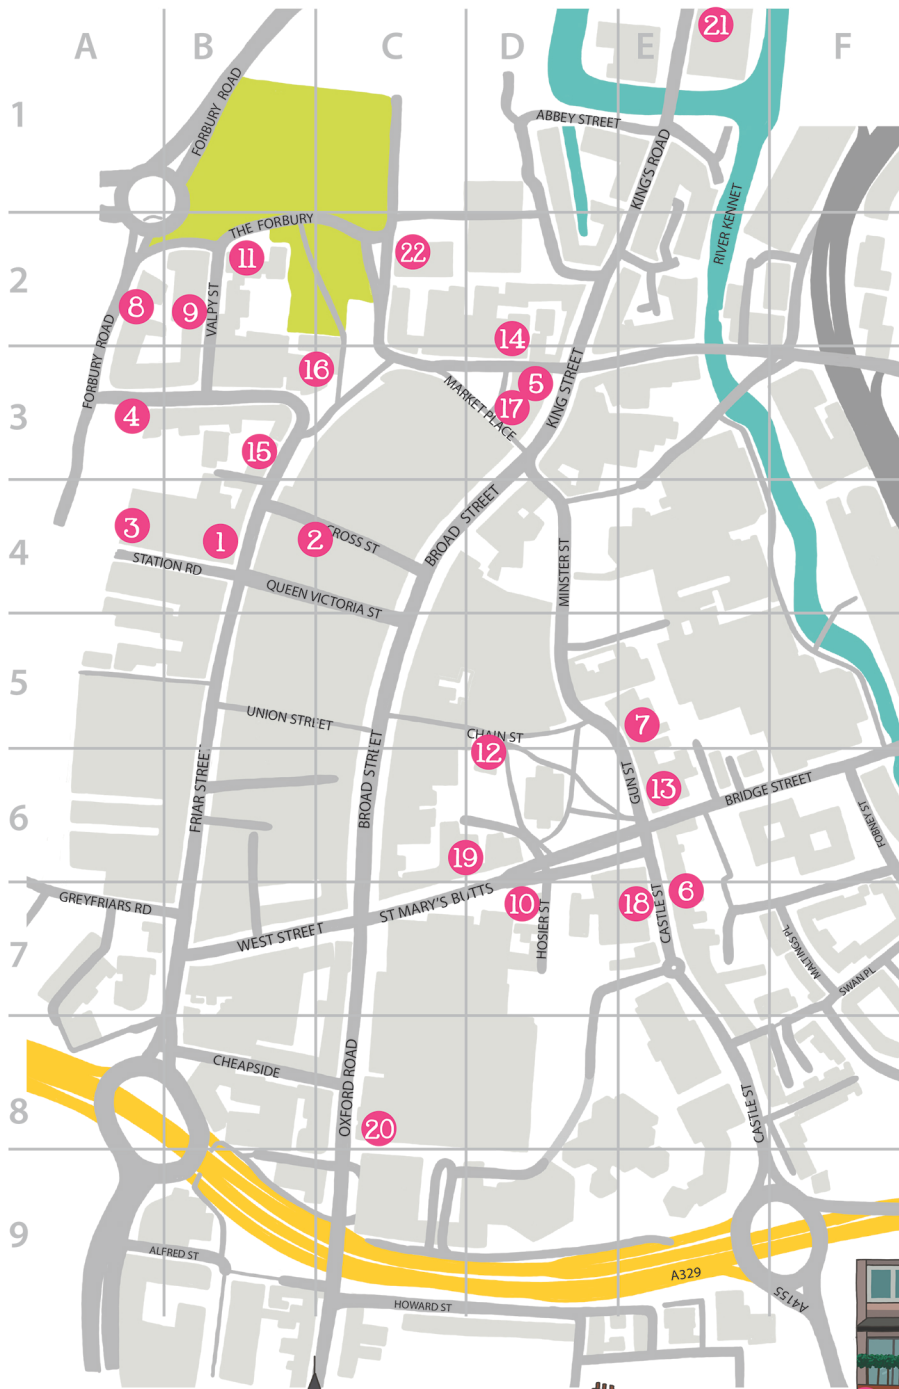 A
B
C
D
E
F
21
1
FORBURY ROAD
ABBEY STREET
KING'S ROAD
THE FORBURY
RIVER KENNET
2
11
22
8
9
VALPY ST
14
FORBURY ROAD
16
5
KING STREET
MARKET PLACE
17
3
4
15
BROAD STREET
3
1
2
CROSS ST
4
STATION RD
MINSTER ST
QUEEN VICTORIA ST
5
UNION STREET
7
CHAIN ST
12
FRIAR STREET
BROAD STREET
GUN ST
13
BRIDGE STREET
6
FOBNEY ST
19
GREYFRIARS RD
ST MARY'S BUTTS
10
HOSIER ST
18
CASTLE ST
6
WEST STREET
7
MALTINGS PL
SWAN PL
CHEAPSIDE
OXFORD ROAD
8
CASTLE ST
20
9
ALFRED ST
A329
A4155
HOWARD ST